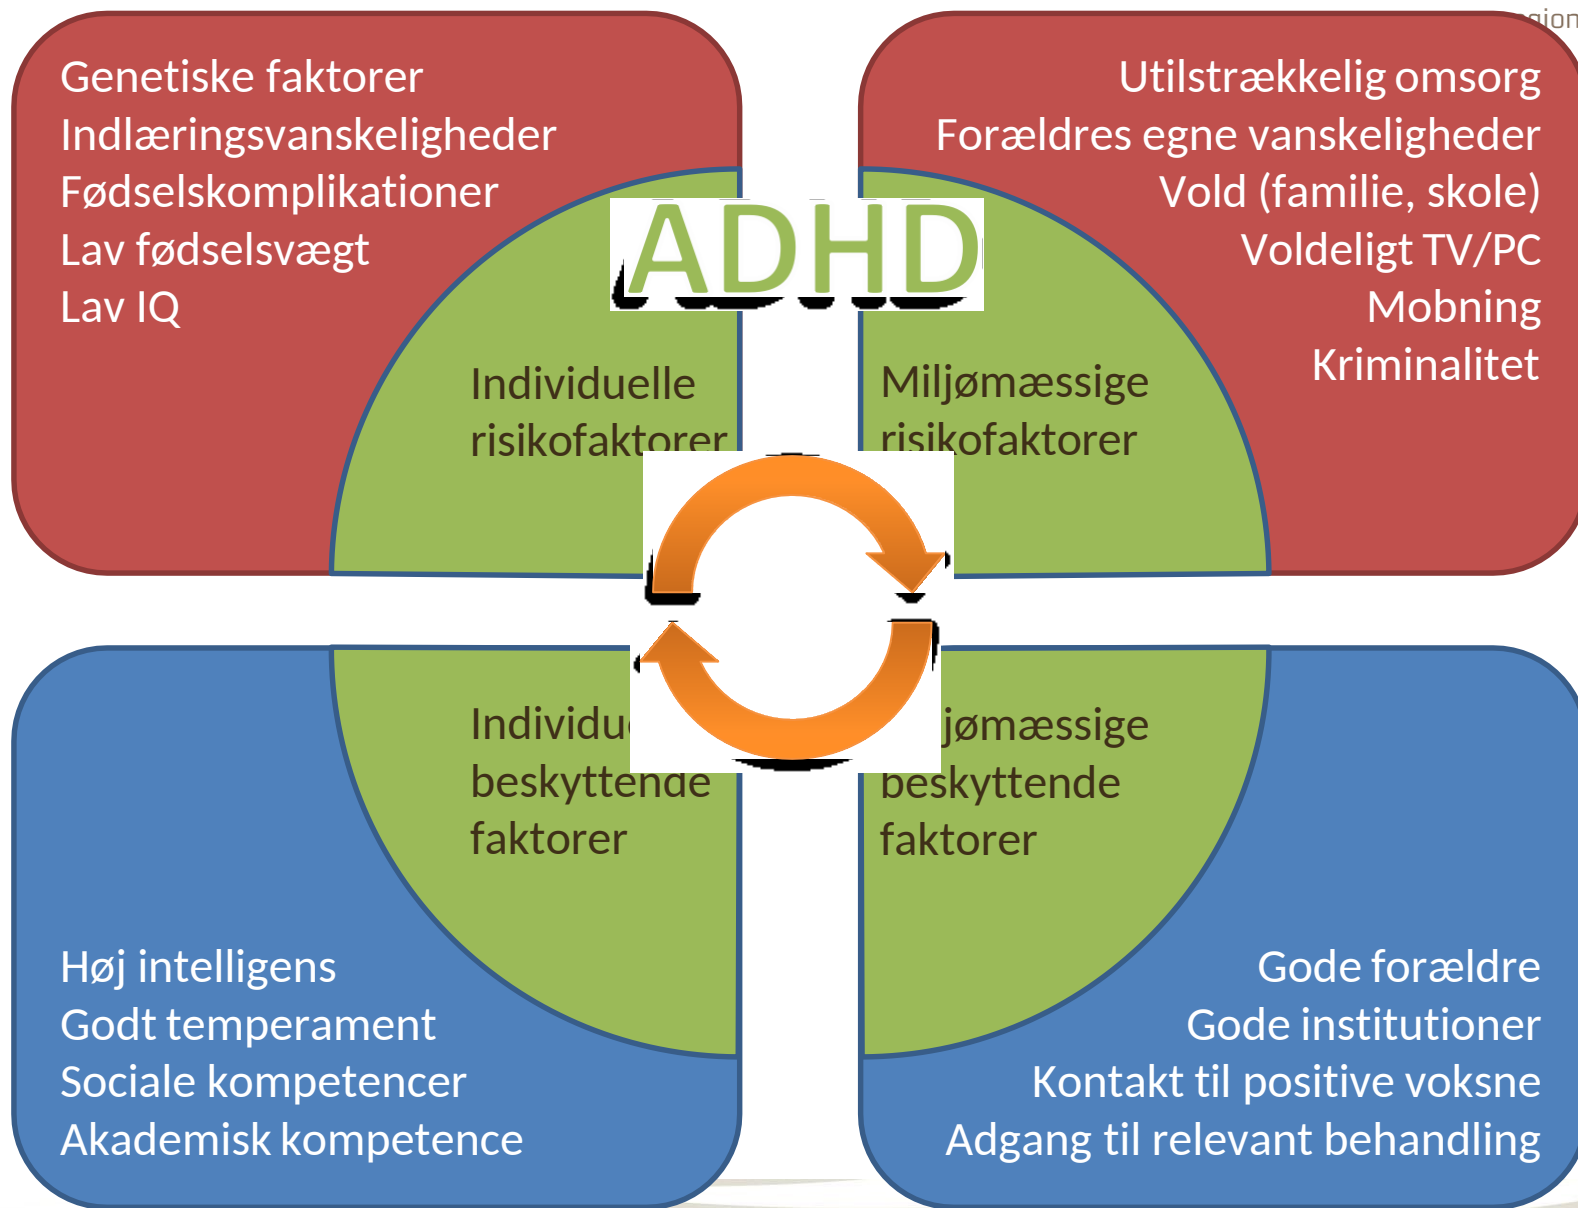 Genetiske faktorer
Indlæringsvanskeligheder
Fødselskomplikationer
Lav fødselsvægt
Lav IQ
Utilstrækkelig omsorg
Forældres egne vanskeligheder
Vold (familie, skole)
Voldeligt TV/PC
Mobning
Kriminalitet
ADHD
Individuelle
risikofaktorer
Miljømæssige
risikofaktorer
beskyttende
faktorer
beskyttende
faktorer
Høj intelligens
Godt temperament
Sociale kompetencer
Akademisk kompetence
Gode forældre
Gode institutioner
Kontakt til positive voksne
Adgang til relevant behandling